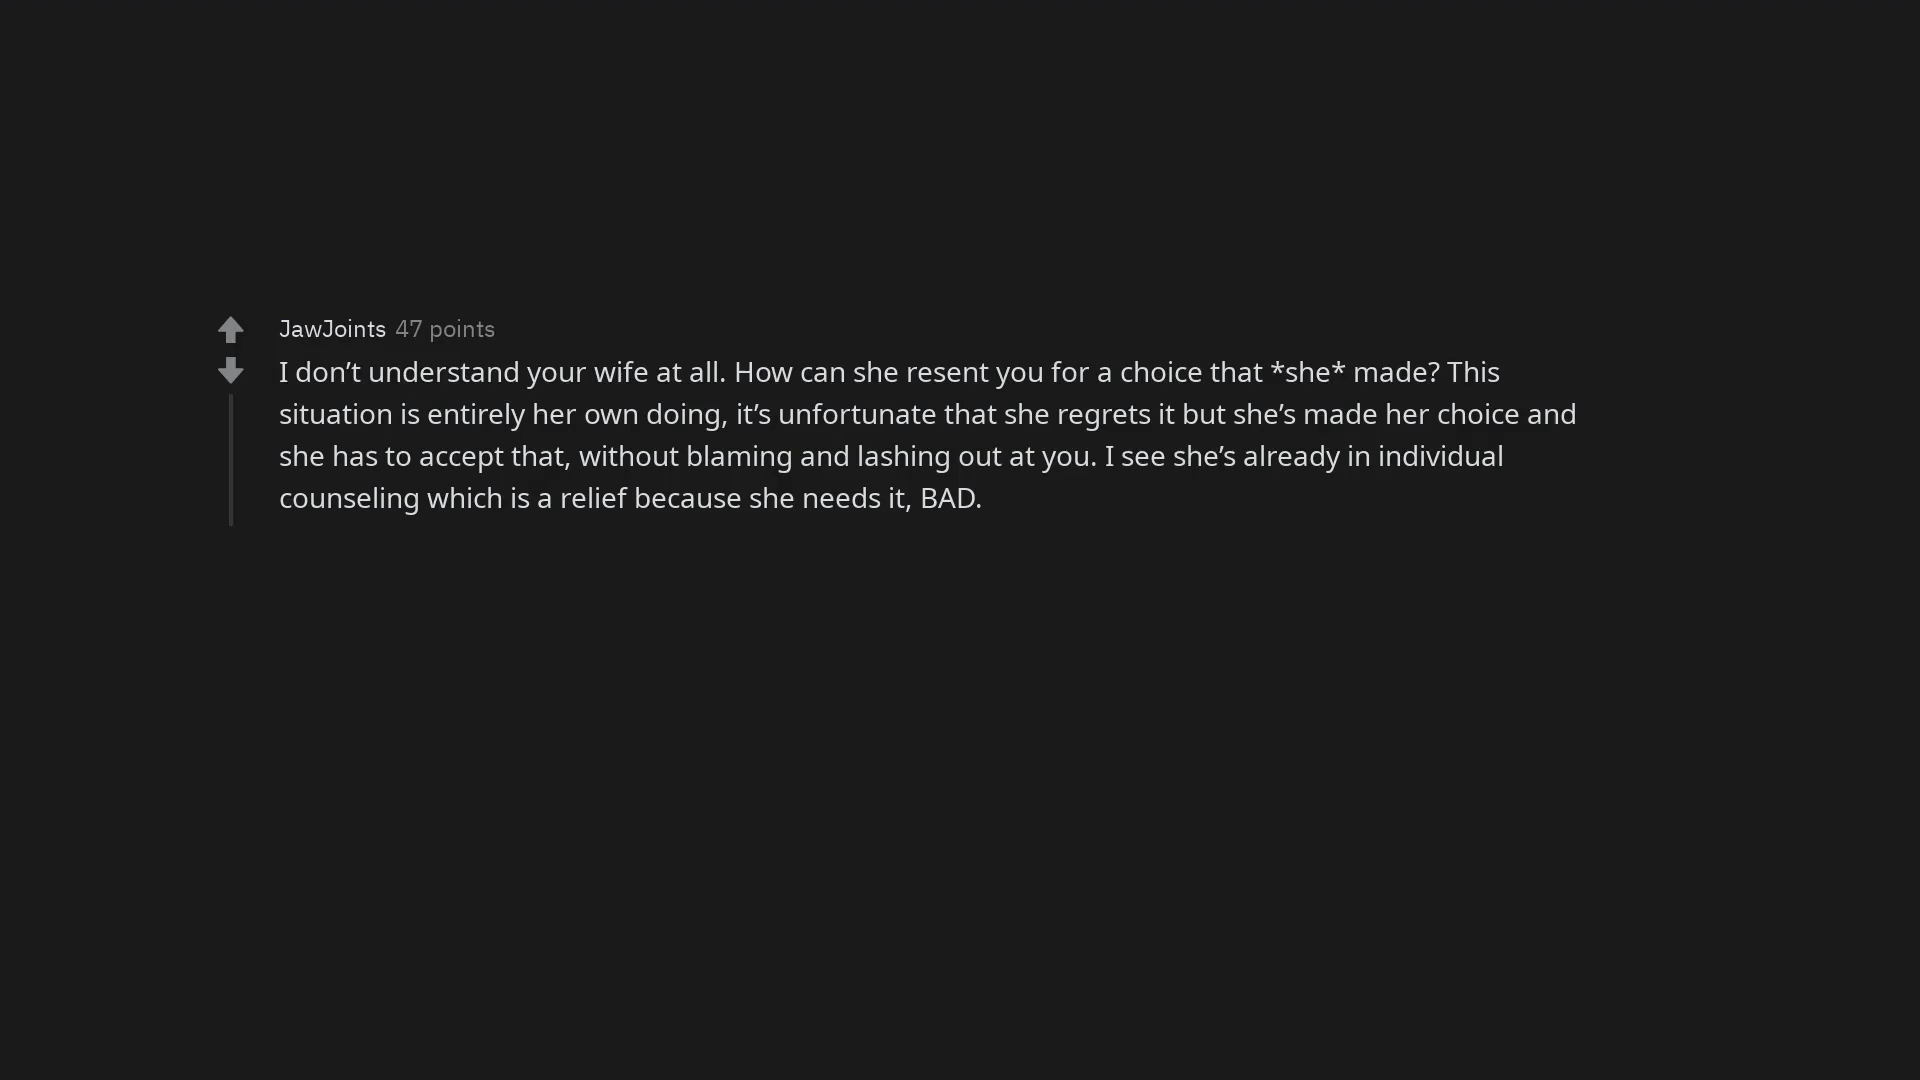 JawJoints 47 points
I don’t understand your wife at all. How can she resent you for a choice that *she* made? This
situation is entirely her own doing, it’s unfortunate that she regrets it but she’s made her choice and
she has to accept that, without blaming and lashing out at you. I see she’s already in individual
counseling which is a relief because she needs it, BAD.